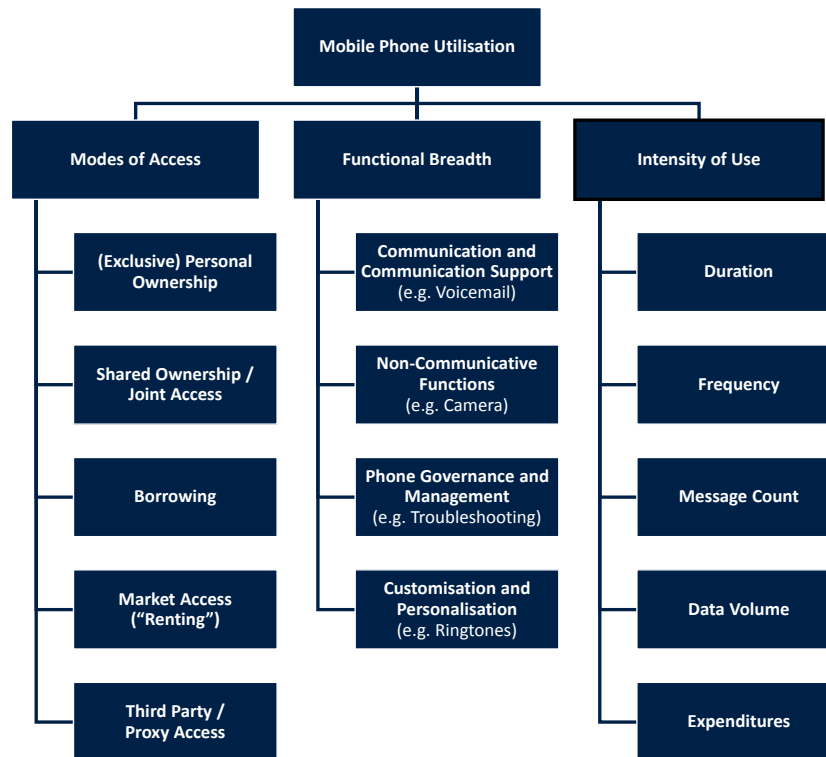 Mobile Phone Utilisation
Modes of Access
(Exclusive) Personal
Ownership
Shared Ownership /
Joint Access
Borrowing
Market Access
(“Renting”)
Third Party /
Proxy Access
Functional Breadth
Communication and
Communication Support
(e.g. Voicemail)
Non-Communicative
Functions
(e.g. Camera)
Phone Governance and
Management
(e.g. Troubleshooting)
Customisation and
Personalisation
(e.g. Ringtones)
Intensity of Use
Duration
Frequency
Message Count
Data Volume
Expenditures